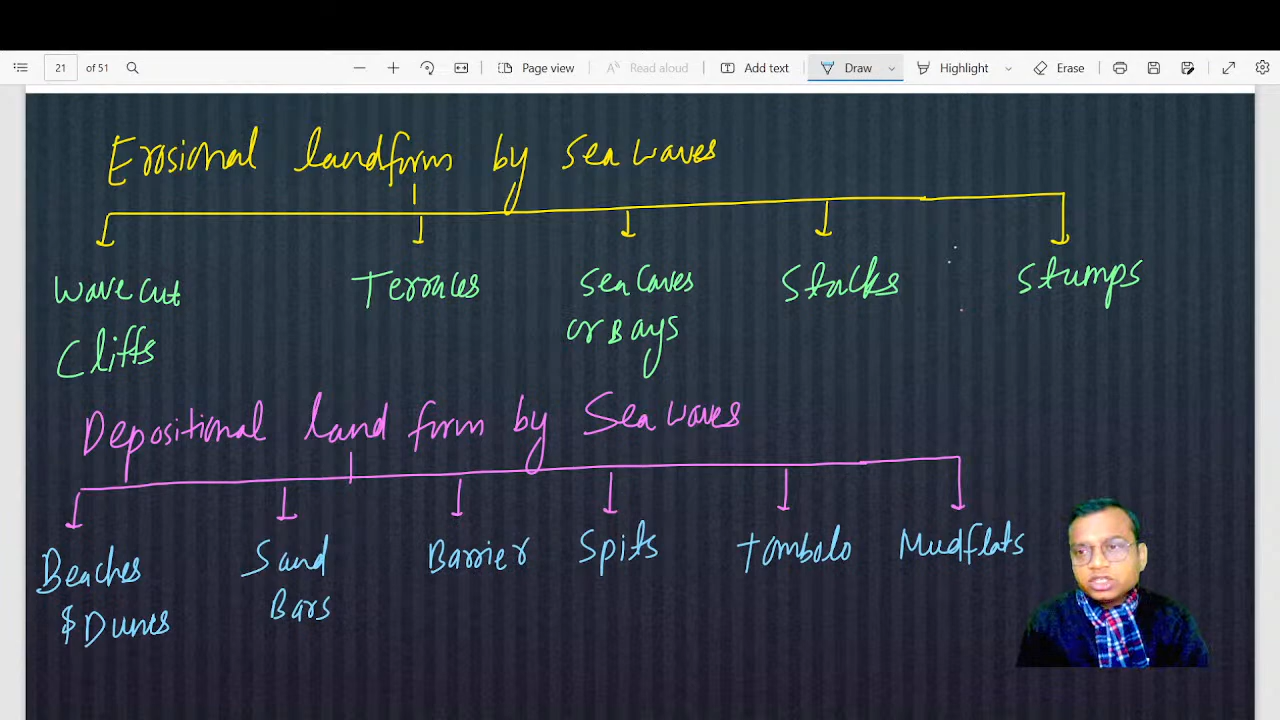 21 of 51 Page view Read aloud Add text Draw Highlight Erase
Erosional landform by Sea waves
Wave cut Terraces Sea Caves Stacks Stumps
Cliffs or Bays
Depositional land form by Sea waves
Beaches Sand Barrier Spits Tombolo Mudflats
& Dunes Bars